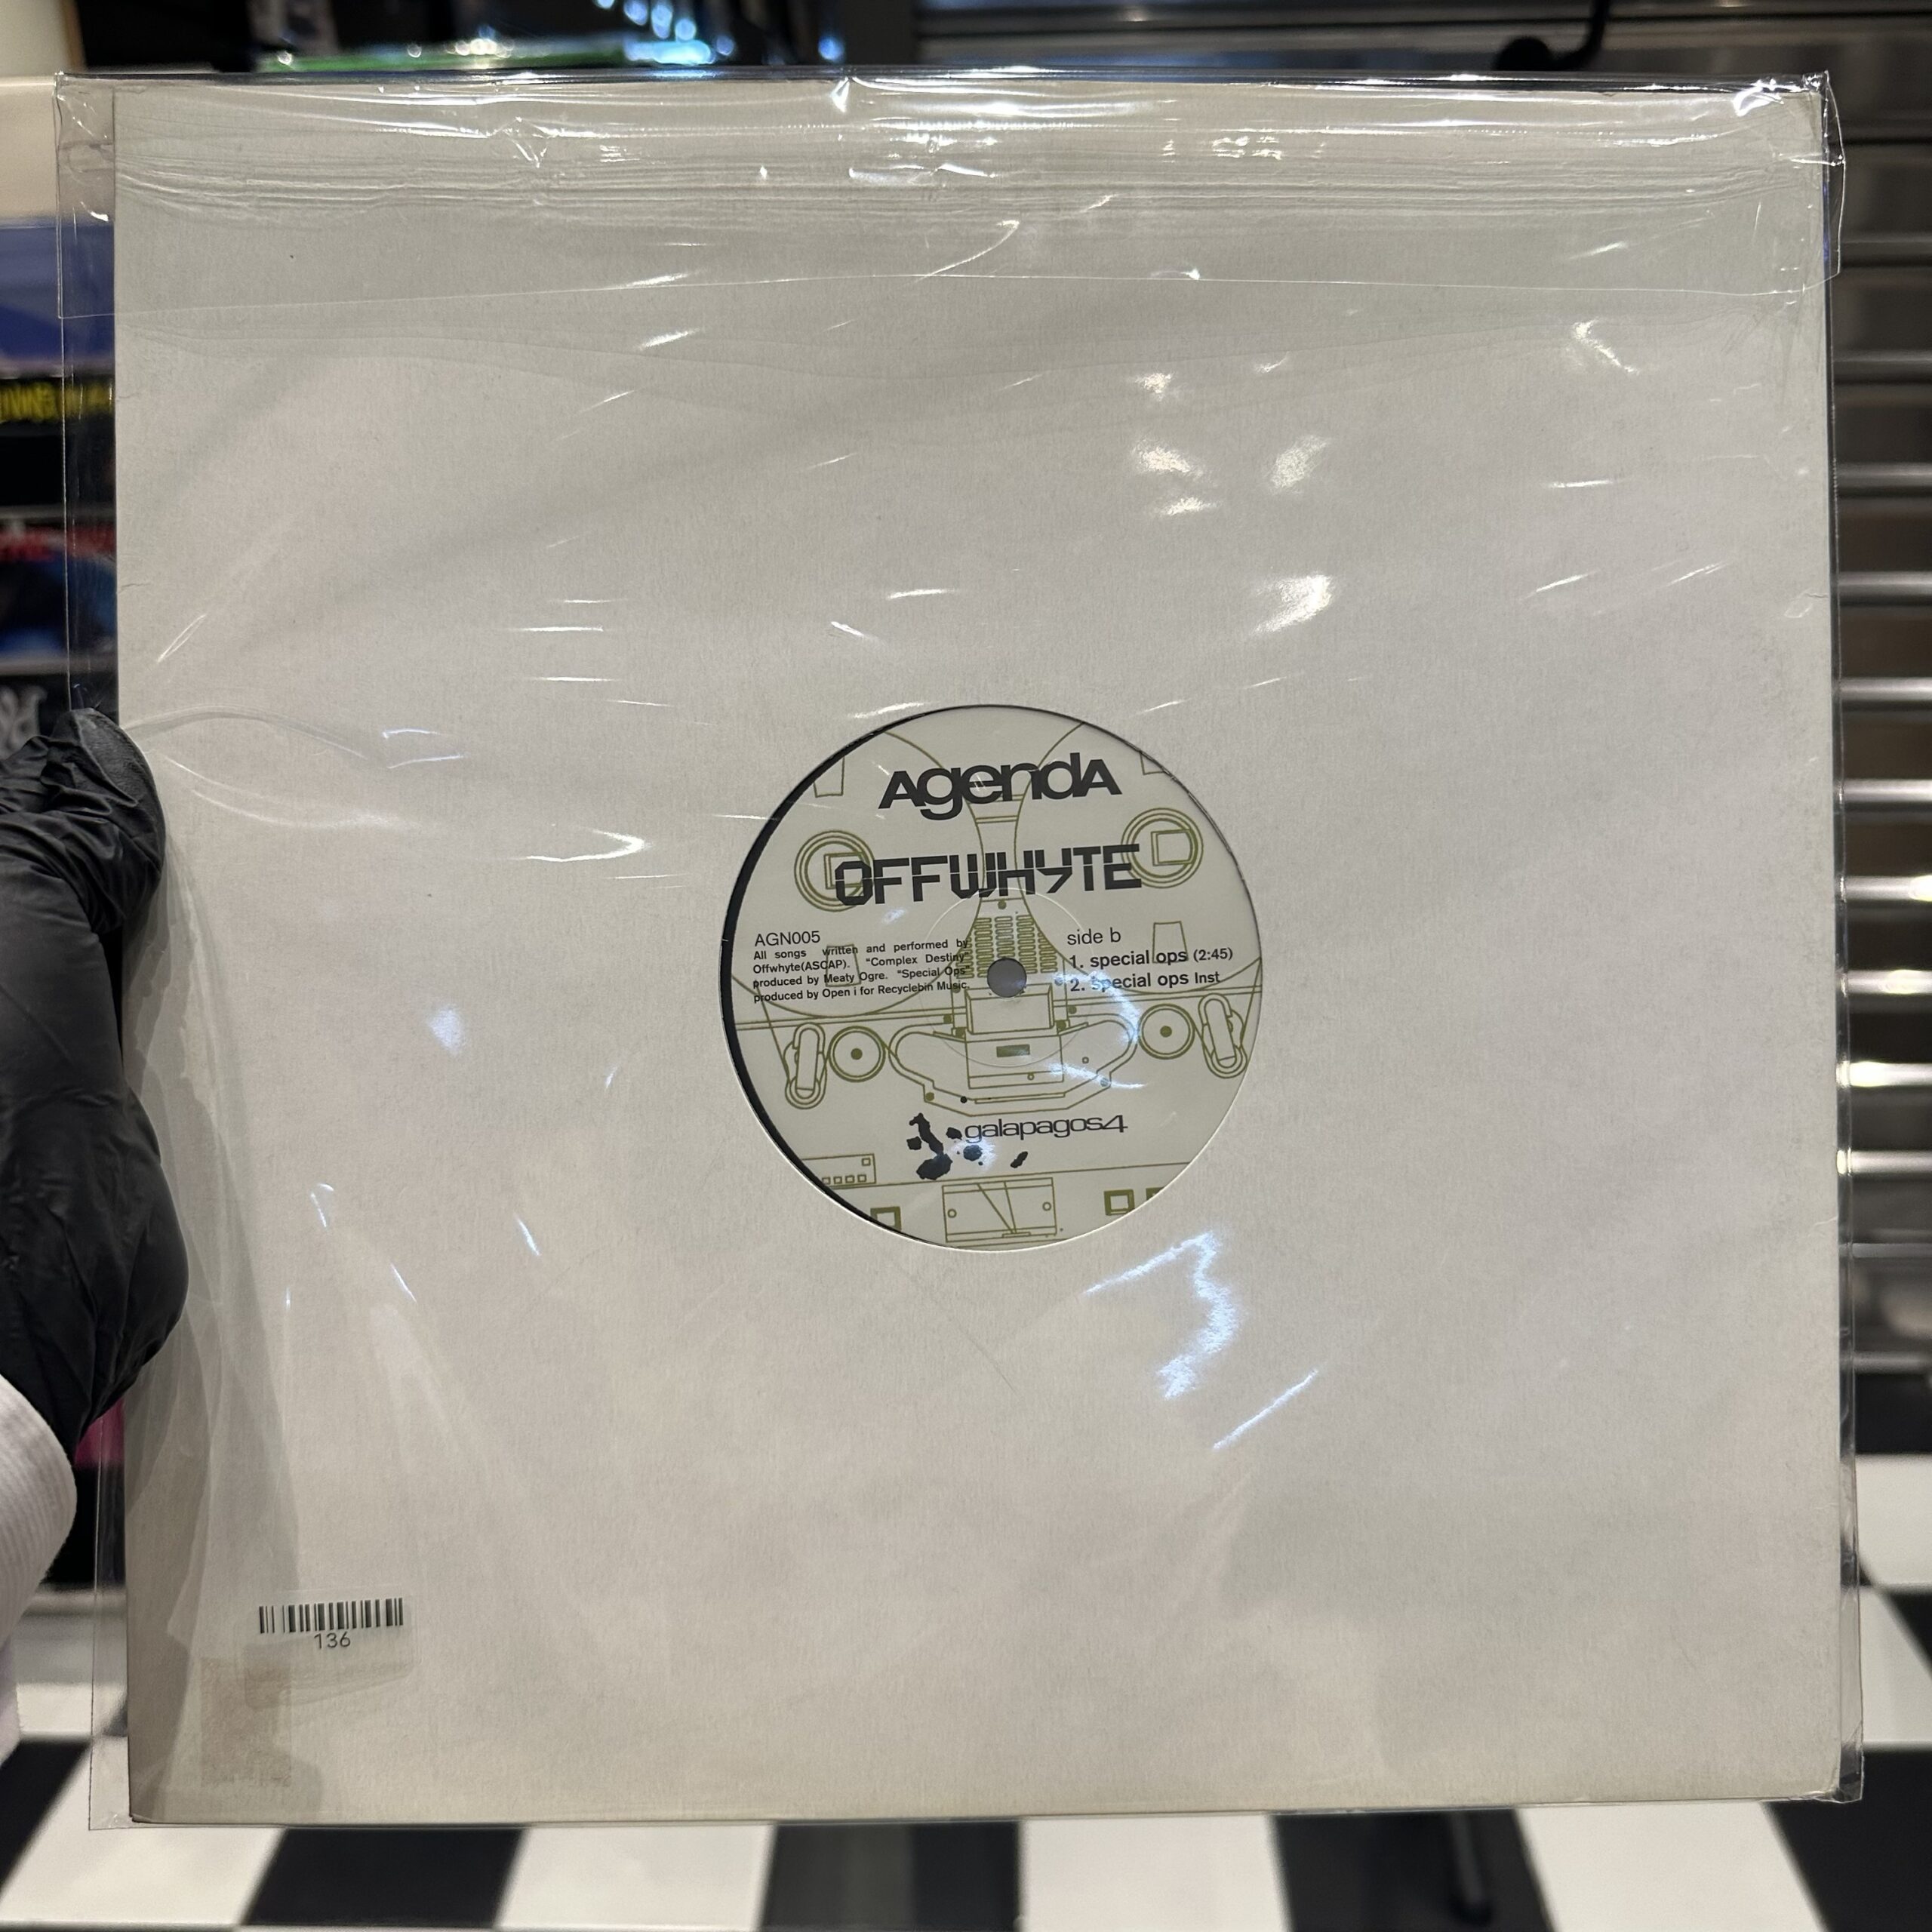 Agenda
OFFWHYTE
AGN005
All songs written and performed by
Offwhyte(ASCAP). "Complex Destiny"
produced by Meaty Ogre. "Special Ops"
produced by Open i for Recyclebin Music.
side b
1. special ops (2:45)
2. special ops Inst
galapagos4
136